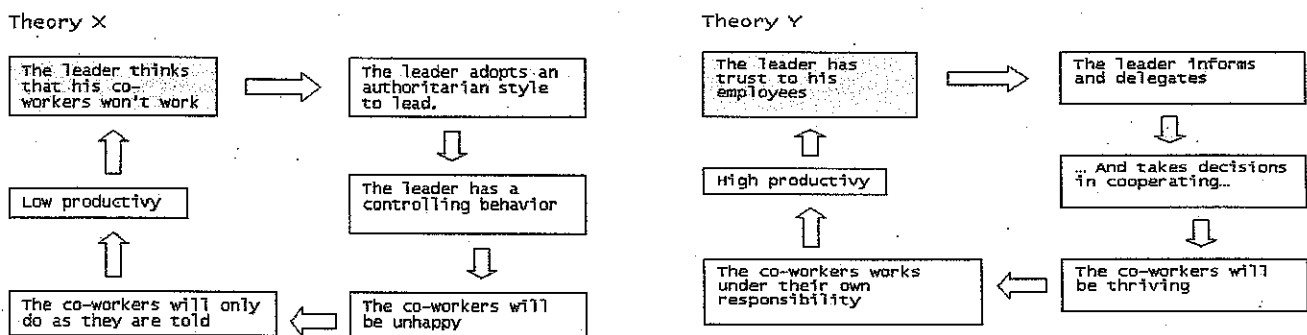 Theory X
The leader thinks
that his co-
workers won't work
The leader adopts an
authoritarian style
to lead.
The leader has a
controlling behavior
The co-workers will
be unhappy
The co-workers will only
do as they are told
Low productivy
Theory Y
The leader has
trust to his
employees
The leader informs
and delegates
… And takes decisions
in cooperating…
The co-workers will
be thriving
The co-workers works
under their own
responsibility
High productivy